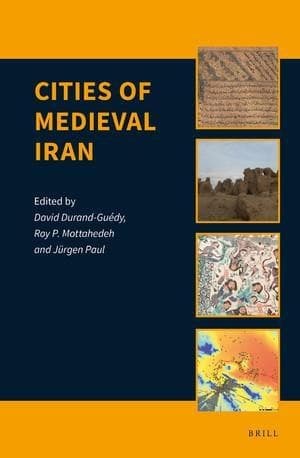 CITIES OF
MEDIEVAL
IRAN
Edited by
David Durand-Guédy,
Roy P. Mottahedeh
and Jürgen Paul
BRILL